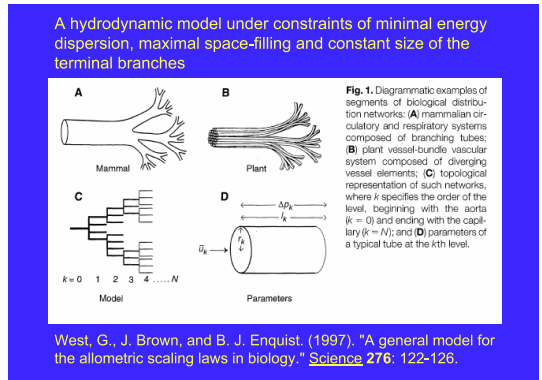 A hydrodynamic model under constraints of minimal energy
dispersion, maximal space-filling and constant size of the
terminal branches
A
B
Mammal
Plant
C
D
Δpₖ
lₖ
rₖ
ūₖ
k = 0 1 2 3 4 ..... N
Model
Parameters
Fig. 1. Diagrammatic examples of
segments of biological distribu-
tion networks: (A) mammalian cir-
culatory and respiratory systems
composed of branching tubes;
(B) plant vessel-bundle vascular
system composed of diverging
vessel elements; (C) topological
representation of such networks,
where k specifies the order of the
level, beginning with the aorta
(k = 0) and ending with the capil-
lary (k = N); and (D) parameters of
a typical tube at the kth level.
West, G., J. Brown, and B. J. Enquist. (1997). "A general model for
the allometric scaling laws in biology." Science 276: 122-126.